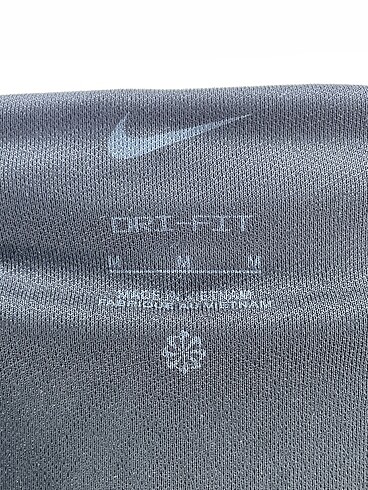 DRI-FIT
M M M
MADE IN VIETNAM
FABRIQUÉ AU VIETNAM